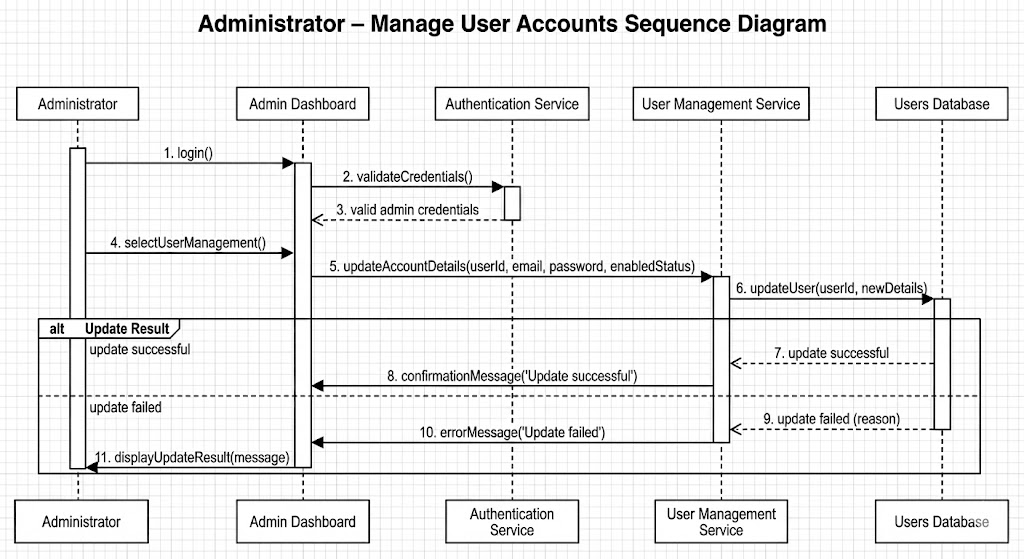 Administrator – Manage User Accounts Sequence Diagram
Administrator
Admin Dashboard
Authentication Service
User Management Service
Users Database
1. login()
2. validateCredentials()
3. valid admin credentials
4. selectUserManagement()
5. updateAccountDetails(userId, email, password, enabledStatus)
6. updateUser(userId, newDetails)
alt Update Result
update successful
7. update successful
8. confirmationMessage('Update successful')
update failed
9. update failed (reason)
10. errorMessage('Update failed')
11. displayUpdateResult(message)
Administrator
Admin Dashboard
Authentication
Service
User Management
Service
Users Database